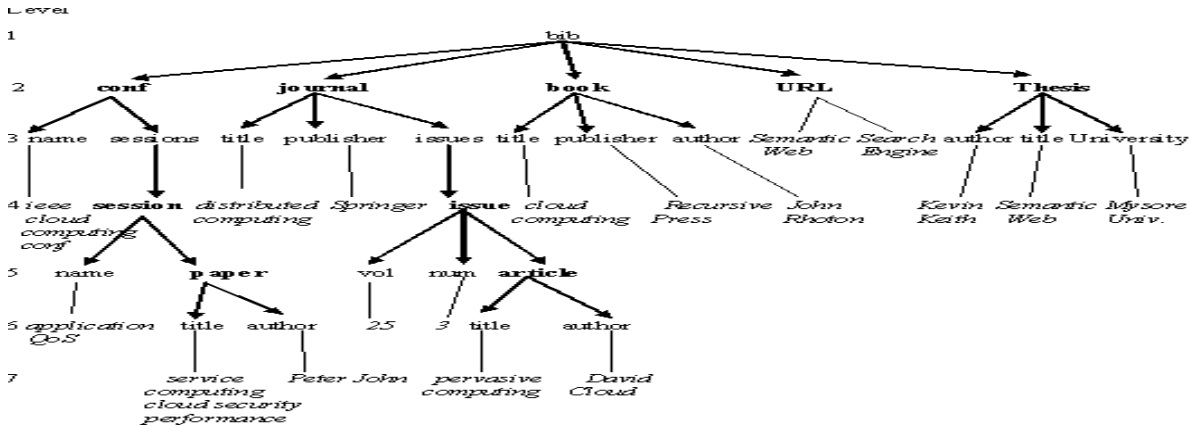 Level
1 bib
2 conf journal book URL Thesis
3 name sessions title publisher issues title publisher author Semantic Search author title University
Web Engine
4 ieee session distributed Springer issue cloud Recursive John Kevin Semantic Mysore
cloud computing computing Press Rhoton Keith Web Univ.
computing
conf
5 name paper vol num article
6 application title author 25 3 title author
QoS
7 service Peter John pervasive David
computing computing Cloud
cloud security
performance